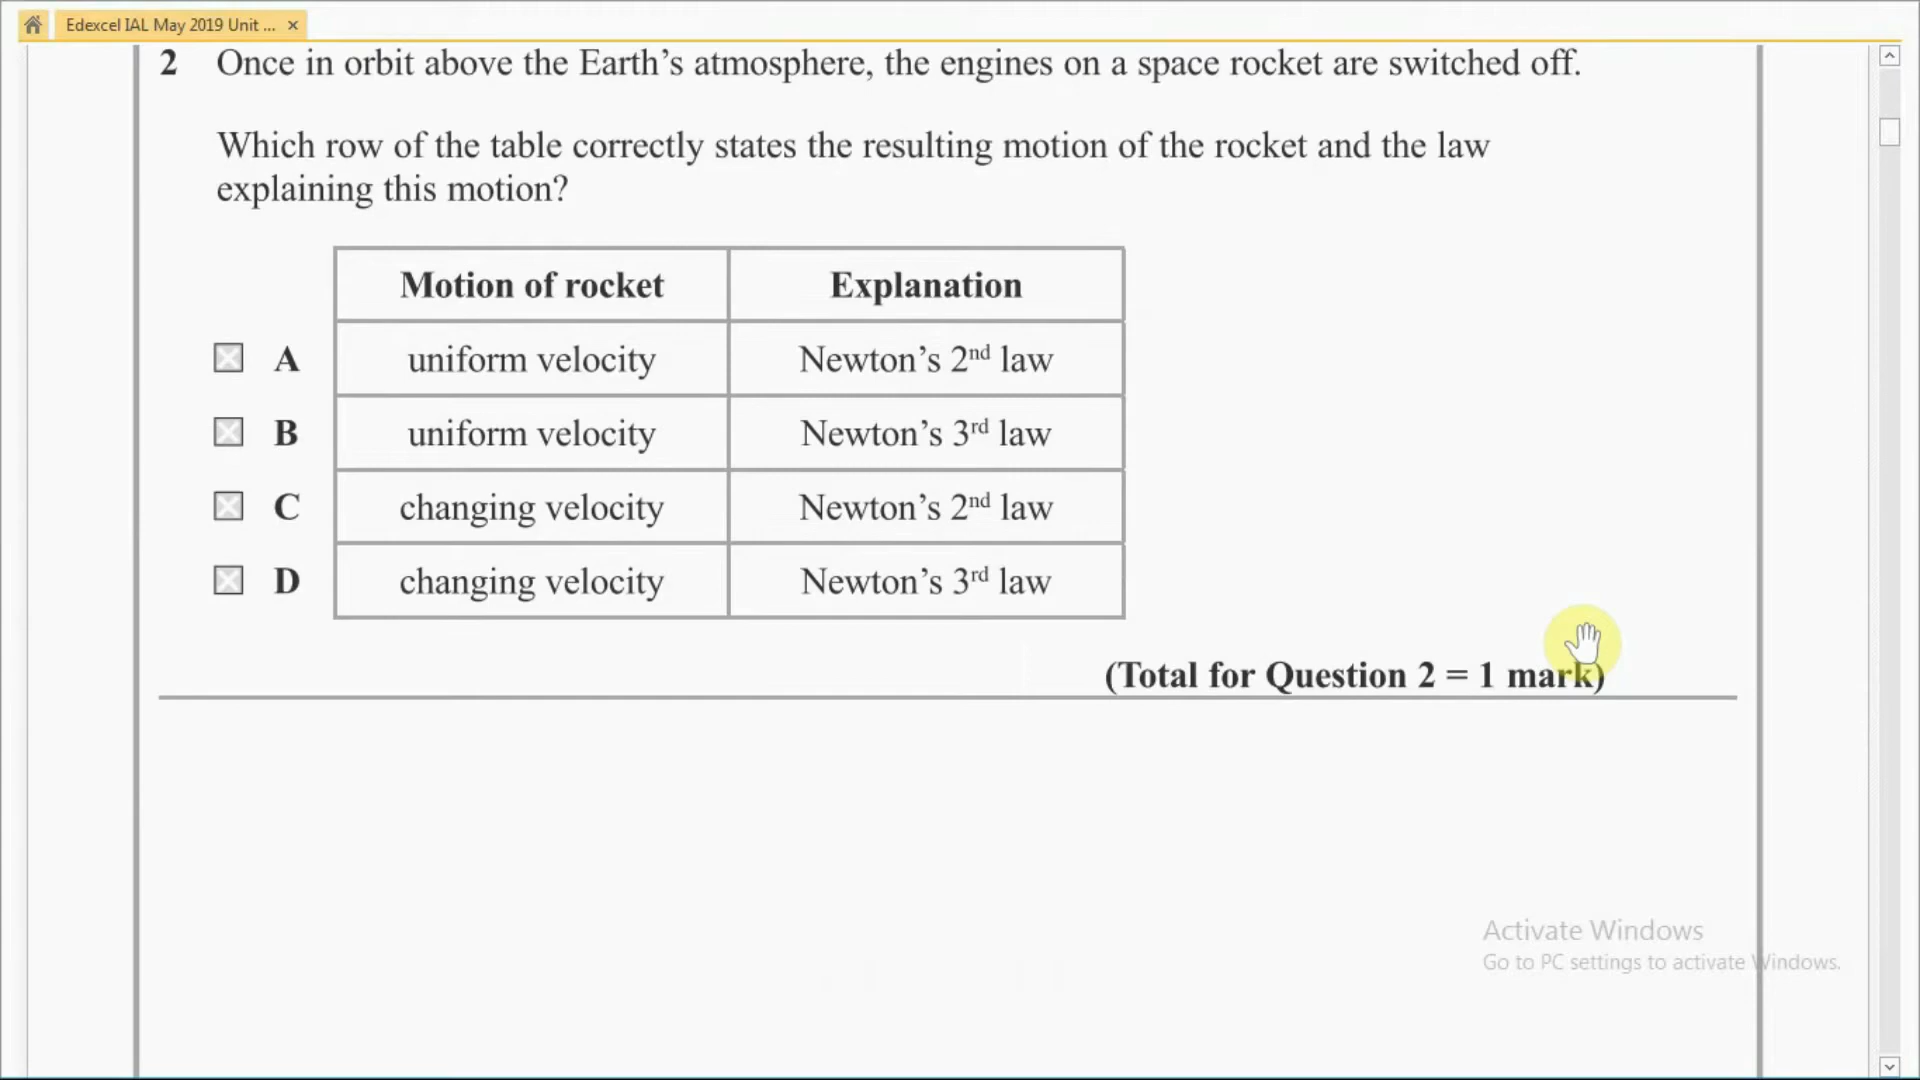 Edexcel IAL May 2019 Unit ...
2 Once in orbit above the Earth’s atmosphere, the engines on a space rocket are switched off.
Which row of the table correctly states the resulting motion of the rocket and the law
explaining this motion?
Motion of rocket Explanation
A uniform velocity Newton’s 2nd law
B uniform velocity Newton’s 3rd law
C changing velocity Newton’s 2nd law
D changing velocity Newton’s 3rd law
(Total for Question 2 = 1 mark)
Activate Windows
Go to PC settings to activate Windows.